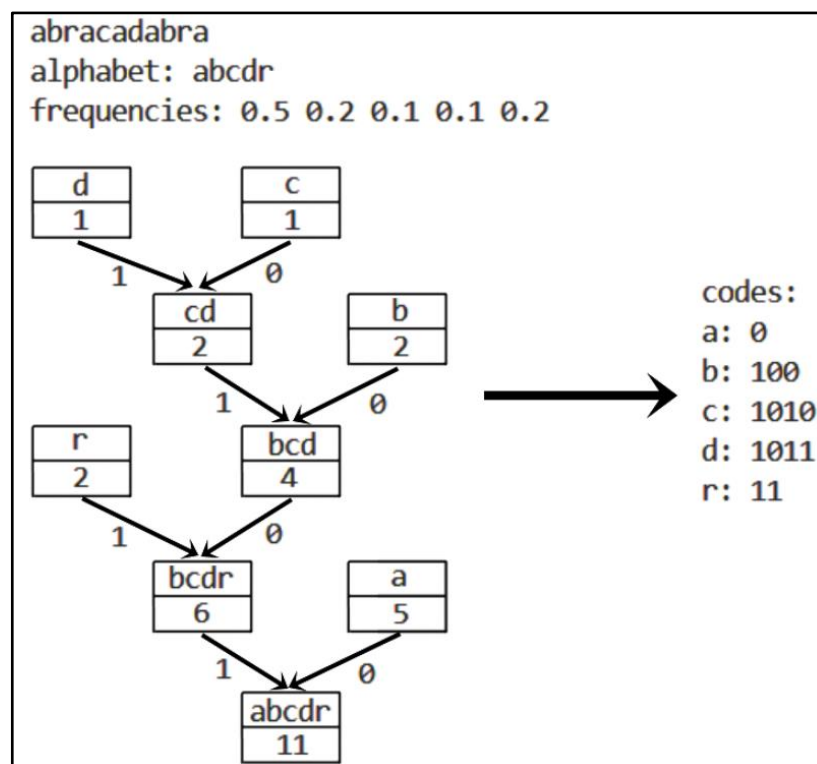 abracadabra
alphabet: abcdr
frequencies: 0.5 0.2 0.1 0.1 0.2
d c
1 1
1 0
cd b
2 2
1 0
r bcd
2 4
1 0
bcdr a
6 5
1 0
abcdr
11
codes:
a: 0
b: 100
c: 1010
d: 1011
r: 11